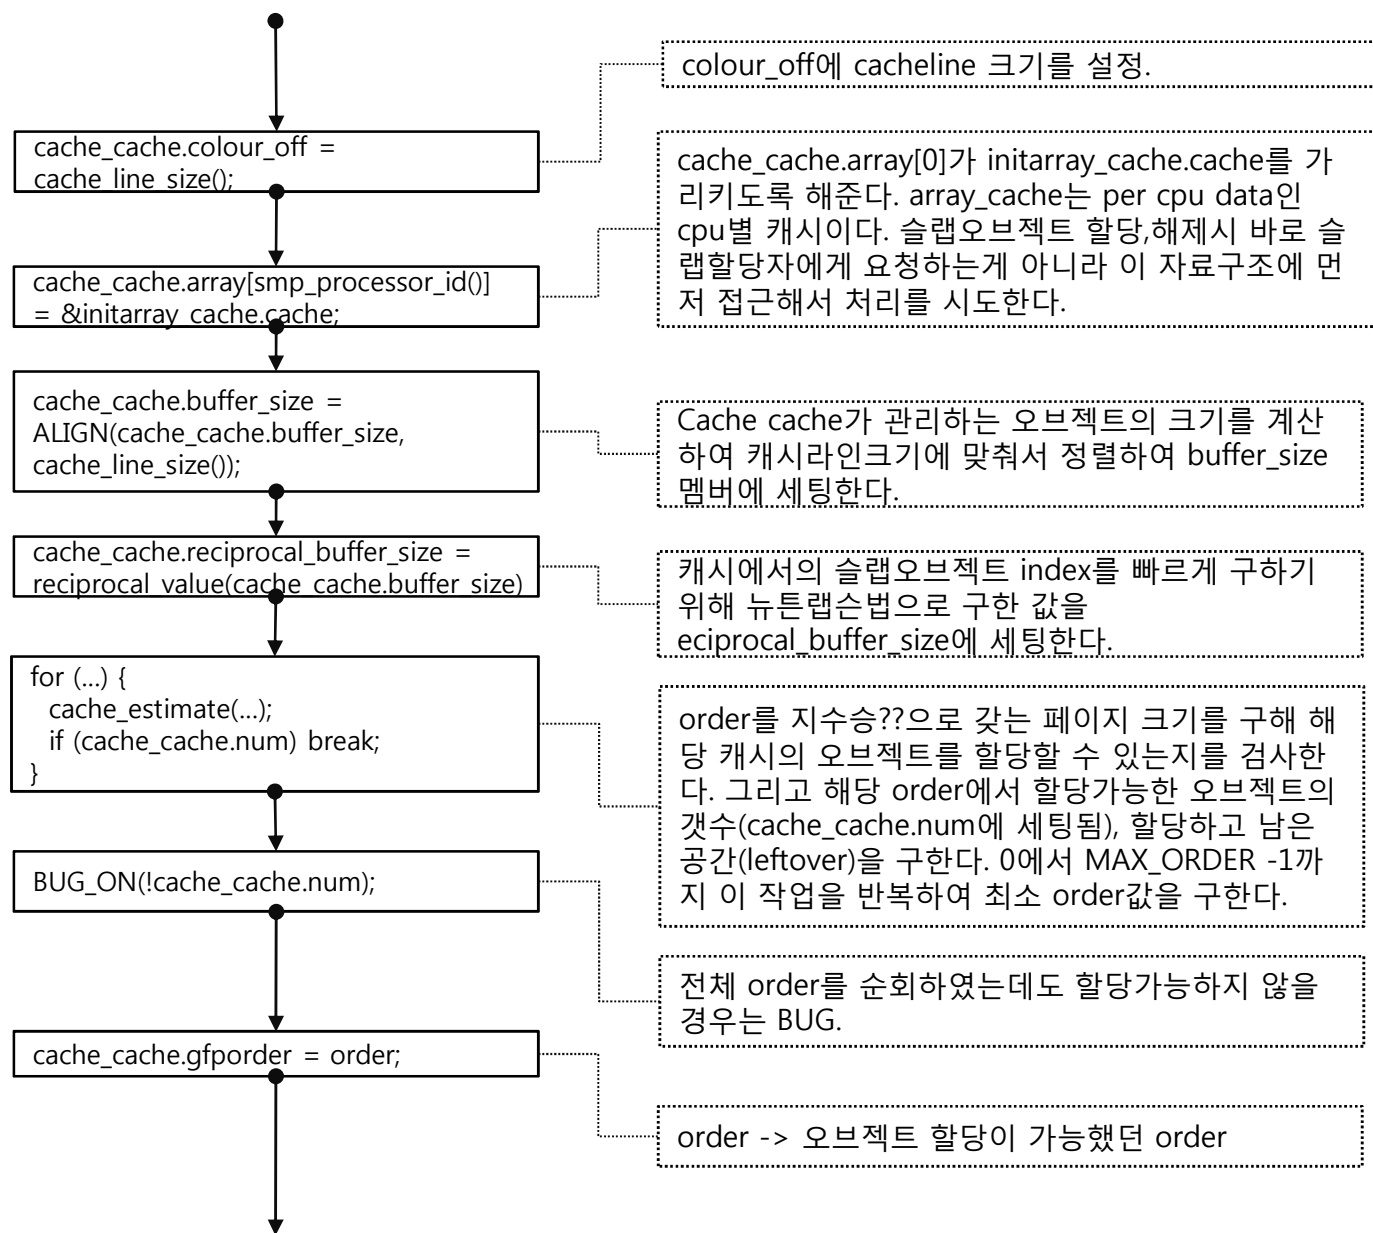 colour_off에 cacheline 크기를 설정.
cache_cache.colour_off =
cache_line_size();
cache_cache.array[0]가 initarray_cache.cache를 가
리키도록 해준다. array_cache는 per cpu data인
cpu별 캐시이다. 슬랩오브젝트 할당,해제시 바로 슬
랩할당자에게 요청하는게 아니라 이 자료구조에 먼
저 접근해서 처리를 시도한다.
cache_cache.array[smp_processor_id()]
= &initarray_cache.cache;
cache_cache.buffer_size =
ALIGN(cache_cache.buffer_size,
cache_line_size());
Cache cache가 관리하는 오브젝트의 크기를 계산
하여 캐시라인크기에 맞춰서 정렬하여 buffer_size
멤버에 세팅한다.
cache_cache.reciprocal_buffer_size =
reciprocal_value(cache_cache.buffer_size)
캐시에서의 슬랩오브젝트 index를 빠르게 구하기
위해 뉴튼랩슨법으로 구한 값을
eciprocal_buffer_size에 세팅한다.
for (...) {
cache_estimate(...);
if (cache_cache.num) break;
}
order를 지수승??으로 갖는 페이지 크기를 구해 해
당 캐시의 오브젝트를 할당할 수 있는지를 검사한
다. 그리고 해당 order에서 할당가능한 오브젝트의
갯수(cache_cache.num에 세팅됨), 할당하고 남은
공간(leftover)을 구한다. 0에서 MAX_ORDER -1까
지 이 작업을 반복하여 최소 order값을 구한다.
BUG_ON(!cache_cache.num);
전체 order를 순회하였는데도 할당가능하지 않을
경우는 BUG.
cache_cache.gfporder = order;
order -> 오브젝트 할당이 가능했던 order